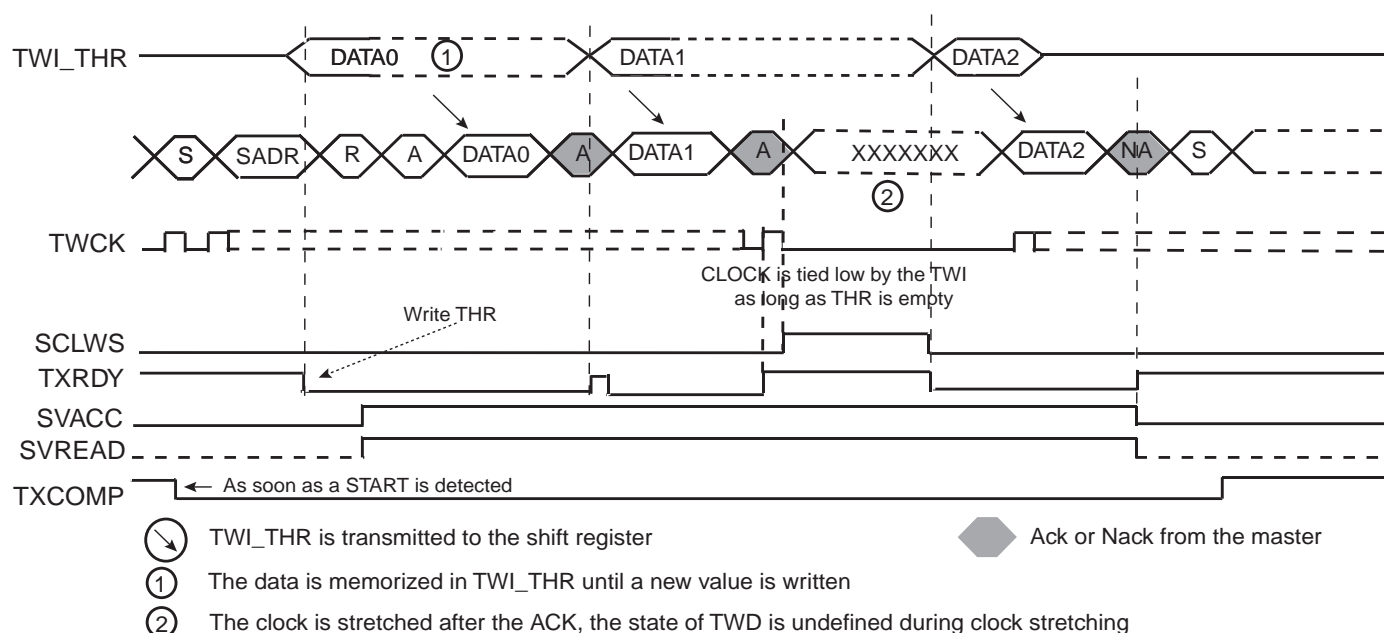 TWI_THR DATA0 1 DATA1 DATA2
S SADR R A DATA0 A DATA1 A XXXXXXX DATA2 NA S
2
TWCK
CLOCK is tied low by the TWI
as long as THR is empty
Write THR
SCLWS
TXRDY
SVACC
SVREAD
TXCOMP As soon as a START is detected
TWI_THR is transmitted to the shift register Ack or Nack from the master
1 The data is memorized in TWI_THR until a new value is written
2 The clock is stretched after the ACK, the state of TWD is undefined during clock stretching